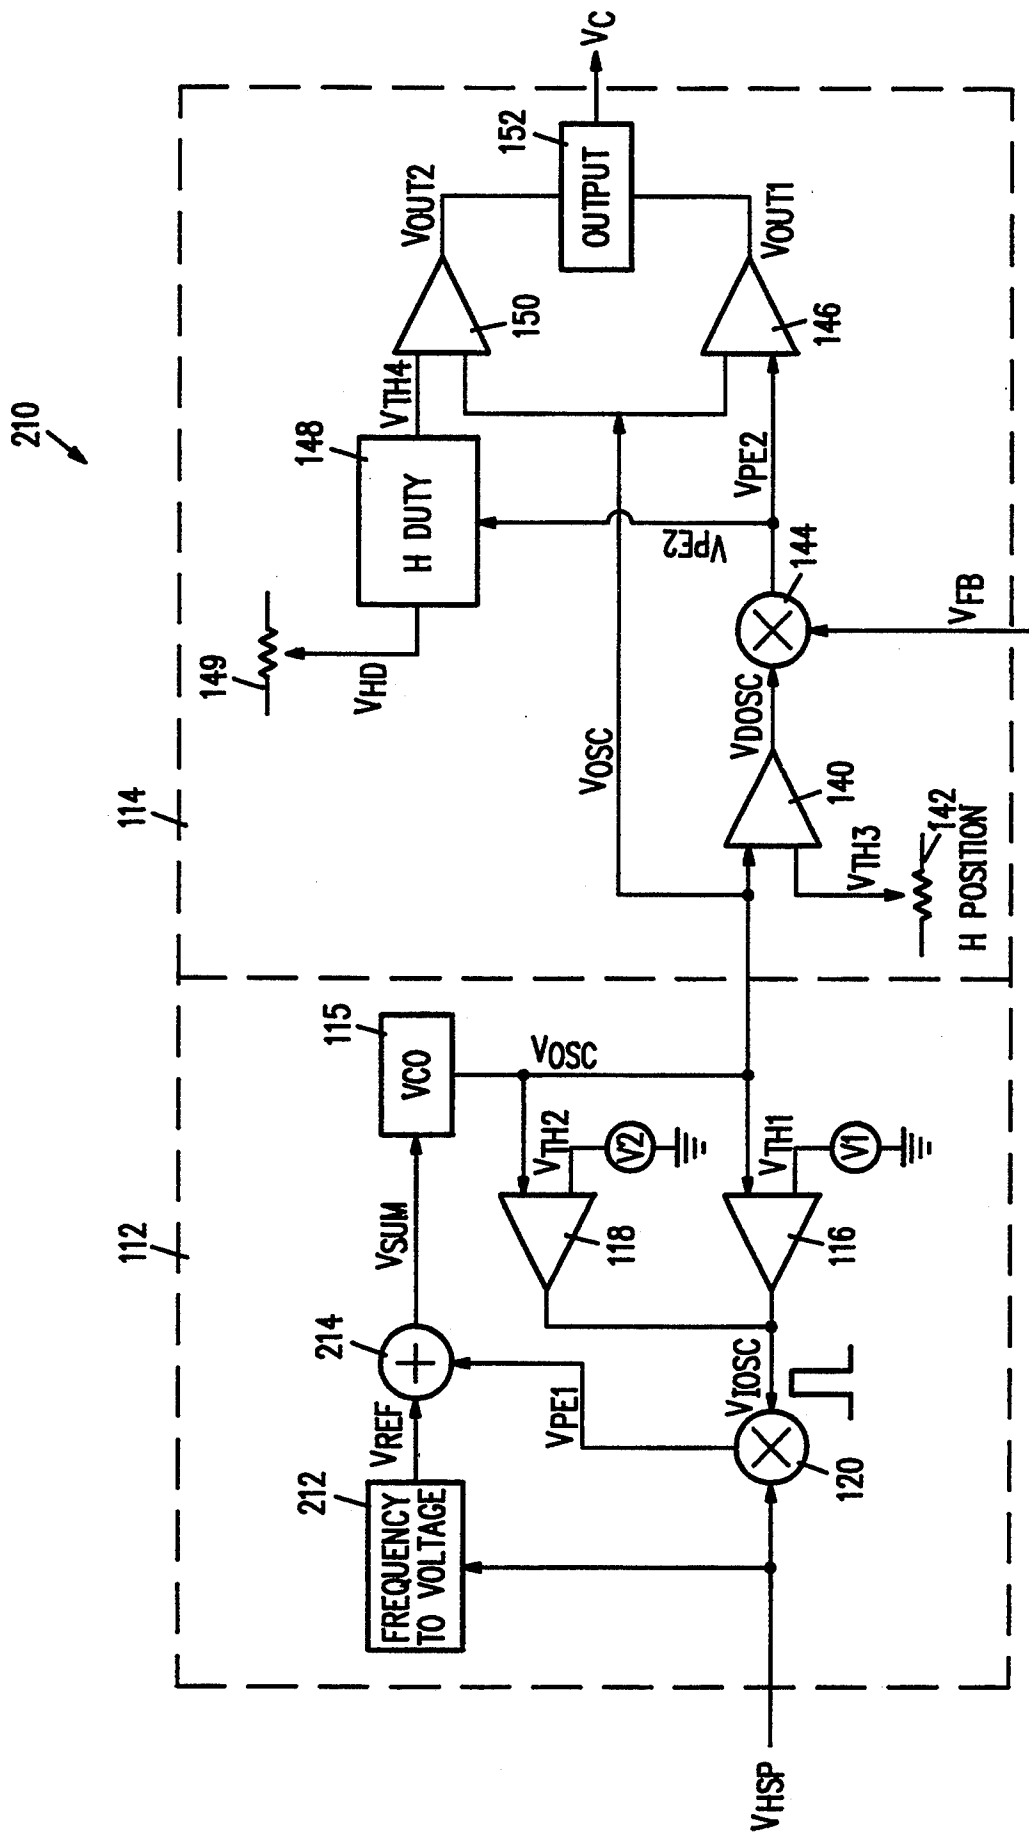 210
112
114
212
FREQUENCY
TO VOLTAGE
VREF
214
VSUM
115
VCO
VOSC
VPE1
VTH2
V2
118
VTH1
V1
116
VIOSC
120
VHSP
149
VHD
148
H DUTY
VTH4
150
VOUT2
152
OUTPUT
VC
VOSC
VPE2
VPE2
146
VOUT1
140
VDOSC
144
VFB
VTH3
142
H POSITION